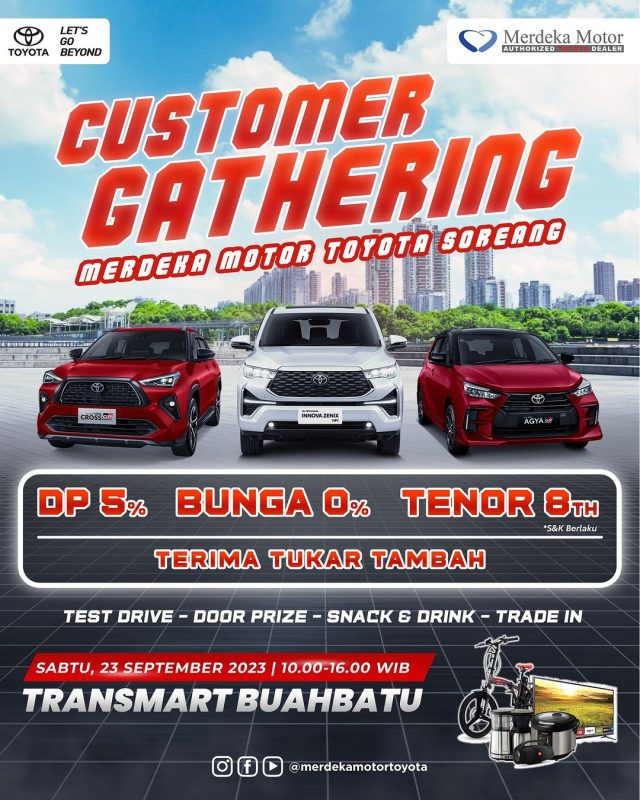 TOYOTA
LET'S
GO
BEYOND
Merdeka Motor
AUTHORIZED TOYOTA DEALER
CUSTOMER
GATHERING
MERDEKA MOTOR TOYOTA SOREANG
CROSS
INNOVA ZENIX
HEV
AGYA
DP 5% BUNGA 0% TENOR 8TH
*S&K Berlaku
TERIMA TUKAR TAMBAH
TEST DRIVE - DOOR PRIZE - SNACK & DRINK - TRADE IN
SABTU, 23 SEPTEMBER 2023 | 10.00-16.00 WIB
TRANSMART BUAHBATU
@merdekamotortoyota